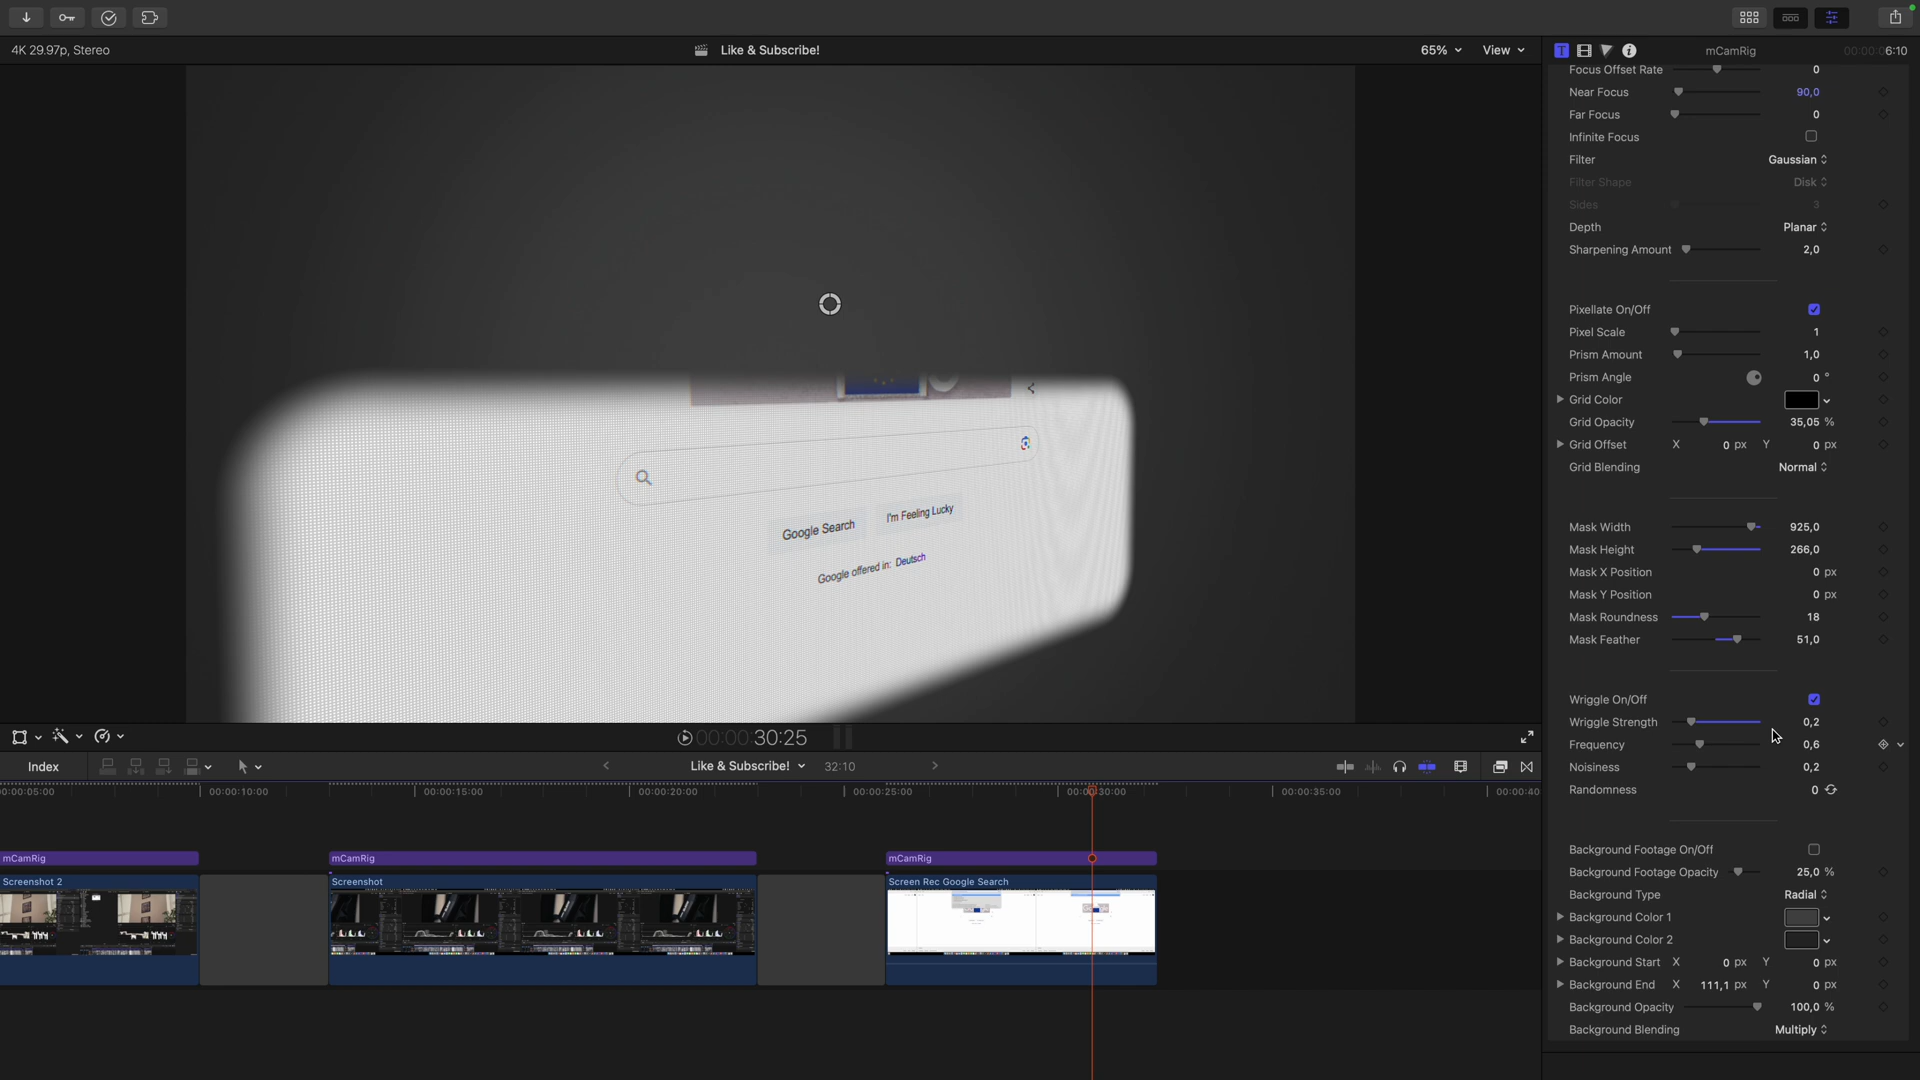 4K 29.97p, Stereo
Like & Subscribe!
65%
View
mCamRig
00:00:06:10
Focus Offset Rate 0
Near Focus 90,0
Far Focus 0
Infinite Focus
Filter Gaussian
Filter Shape Disk
Sides 3
Depth Planar
Sharpening Amount 2,0
Pixellate On/Off
Pixel Scale 1
Prism Amount 1,0
Prism Angle 0 °
Grid Color
Grid Opacity 35,05 %
Grid Offset X 0 px Y 0 px
Grid Blending Normal
Mask Width 925,0
Mask Height 266,0
Mask X Position 0 px
Mask Y Position 0 px
Mask Roundness 18
Mask Feather 51,0
Wriggle On/Off
Wriggle Strength 0,2
Frequency 0,6
Noisiness 0,2
Randomness 0
Background Footage On/Off
Background Footage Opacity 25,0 %
Background Type Radial
Background Color 1
Background Color 2
Background Start X 0 px Y 0 px
Background End X 111,1 px Y 0 px
Background Opacity 100,0 %
Background Blending Multiply
Google Search
I'm Feeling Lucky
Google offered in: Deutsch
00:00:30:25
Index
Like & Subscribe!
32:10
00:00:05:00
00:00:10:00
00:00:15:00
00:00:20:00
00:00:25:00
00:00:30:00
00:00:35:00
00:00:40
mCamRig
mCamRig
mCamRig
Screenshot 2
Screenshot
Screen Rec Google Search